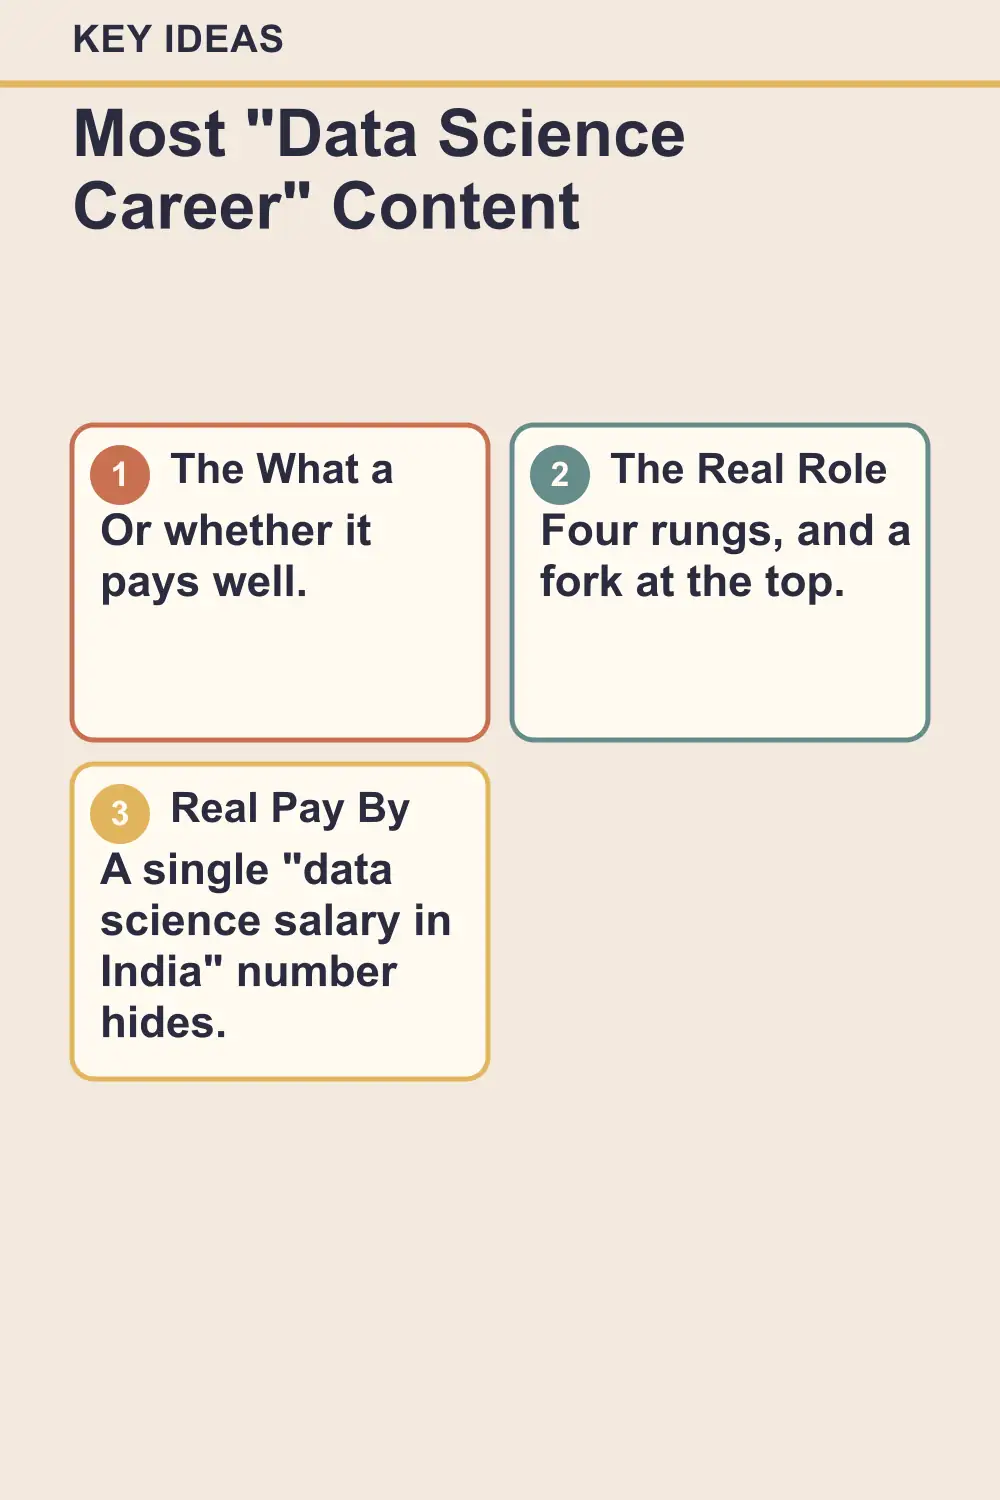 KEY IDEAS
Most "Data Science
Career" Content
1 The What a
Or whether it
pays well.
2 The Real Role
Four rungs, and a
fork at the top.
3 Real Pay By
A single "data
science salary in
India" number
hides.